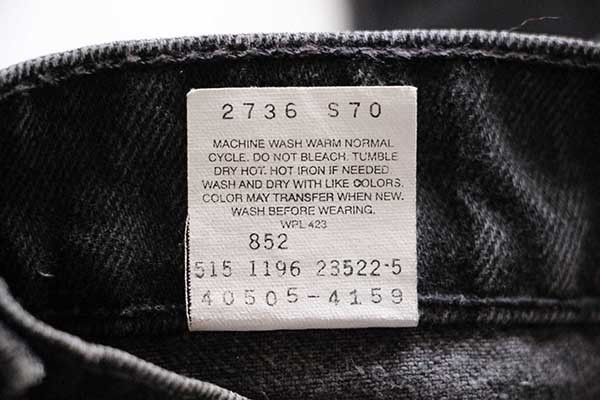 2736 S70
MACHINE WASH WARM NORMAL
CYCLE. DO NOT BLEACH. TUMBLE
DRY HOT. HOT IRON IF NEEDED.
WASH AND DRY WITH LIKE COLORS.
COLOR MAY TRANSFER WHEN NEW.
WASH BEFORE WEARING.
WPL 423
852
515 1196 23522-5
40505-4159